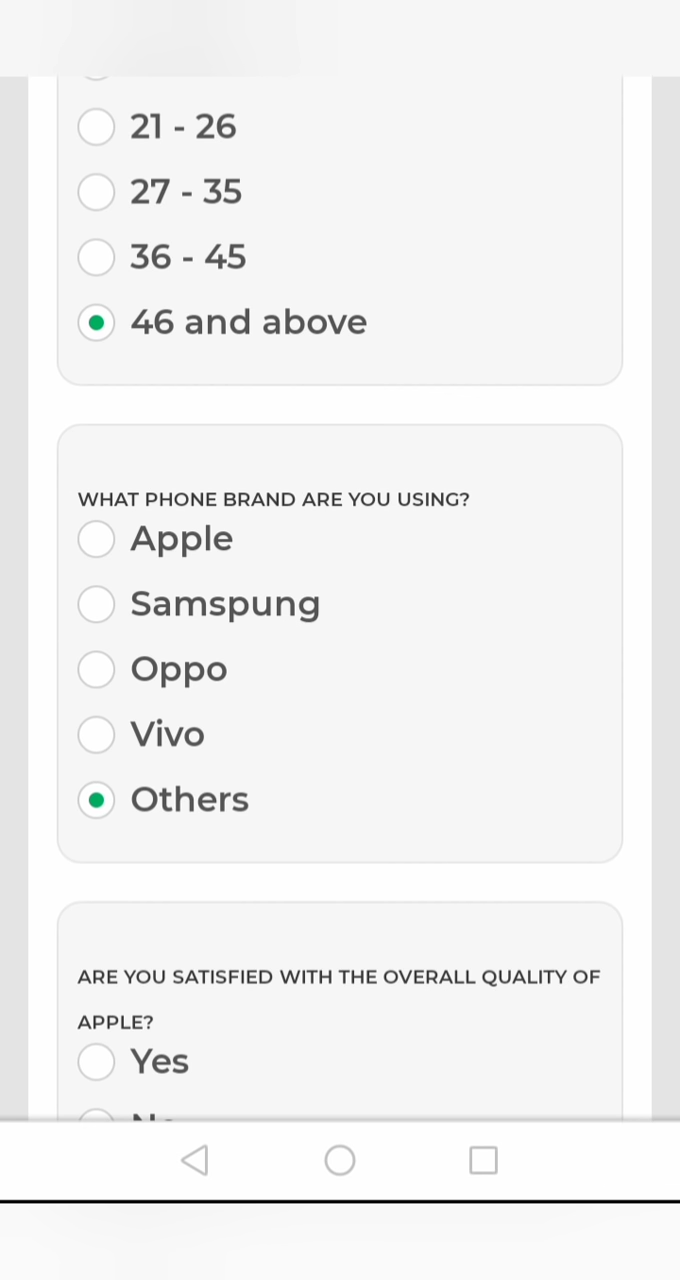 21 - 26
27 - 35
36 - 45
46 and above
WHAT PHONE BRAND ARE YOU USING?
Apple
Samspung
Oppo
Vivo
Others
ARE YOU SATISFIED WITH THE OVERALL QUALITY OF
APPLE?
Yes